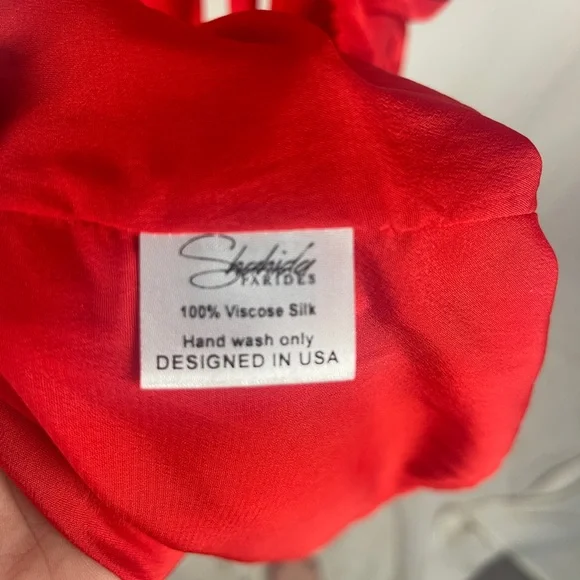 Shahida
PARIDES
100% Viscose Silk
Hand wash only
DESIGNED IN USA